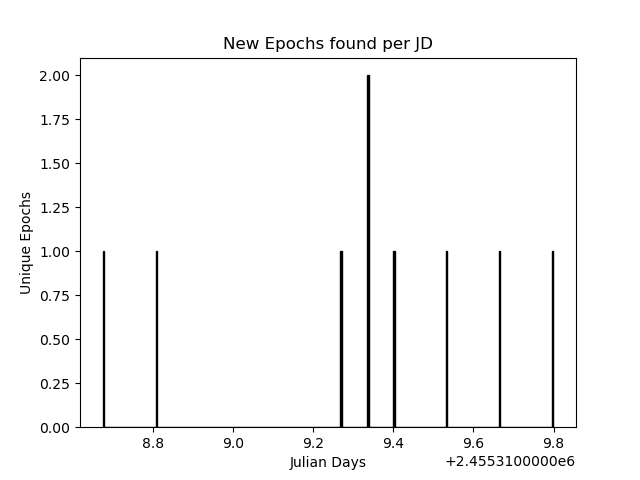 New Epochs found per JD
2.00
1.75
1.50
1.25
1.00
0.75
0.50
0.25
0.00
Unique Epochs
8.8 9.0 9.2 9.4 9.6 9.8
Julian Days
+2.4553100000e6